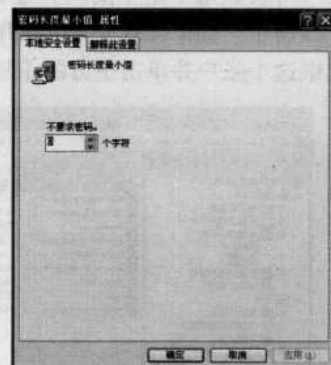 密码长度最小值 属性
本地安全设置 解释此设置
密码长度最小值
不要求密码。
个字符
确定 取消 应用(A)